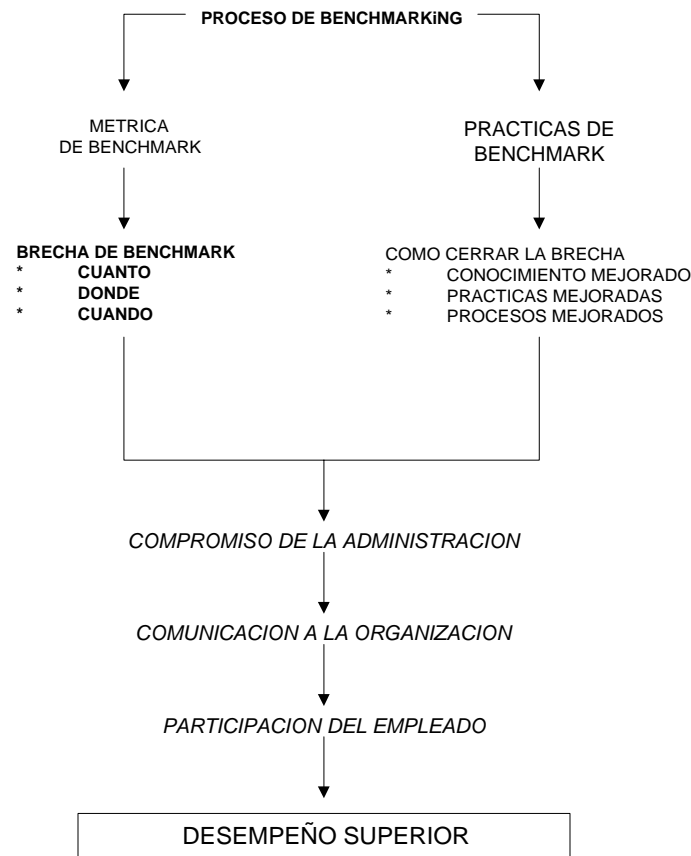 PROCESO DE BENCHMARKiNG
METRICA
DE BENCHMARK
PRACTICAS DE
BENCHMARK
BRECHA DE BENCHMARK
* CUANTO
* DONDE
* CUANDO
COMO CERRAR LA BRECHA
* CONOCIMIENTO MEJORADO
* PRACTICAS MEJORADAS
* PROCESOS MEJORADOS
COMPROMISO DE LA ADMINISTRACION
COMUNICACION A LA ORGANIZACION
PARTICIPACION DEL EMPLEADO
DESEMPEÑO SUPERIOR